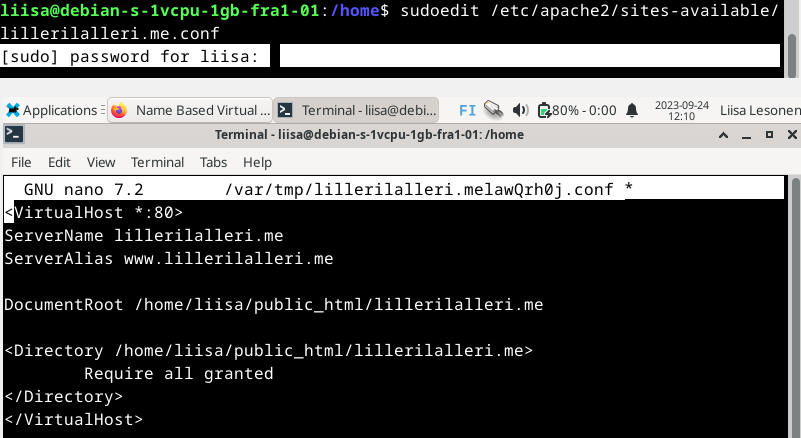 liisa@debian-s-1vcpu-1gb-fra1-01:/home$ sudoedit /etc/apache2/sites-available/
lillerilalleri.me.conf
[sudo] password for liisa:
Applications Name Based Virtual ... Terminal - liisa@debi... FI 80% - 0:00 2023-09-24 Liisa Lesonen
12:10
Terminal - liisa@debian-s-1vcpu-1gb-fra1-01: /home
File Edit View Terminal Tabs Help
GNU nano 7.2 /var/tmp/lillerilalleri.melawQrh0j.conf *
<VirtualHost *:80>
ServerName lillerilalleri.me
ServerAlias www.lillerilalleri.me
DocumentRoot /home/liisa/public_html/lillerilalleri.me
<Directory /home/liisa/public_html/lillerilalleri.me>
Require all granted
</Directory>
</VirtualHost>